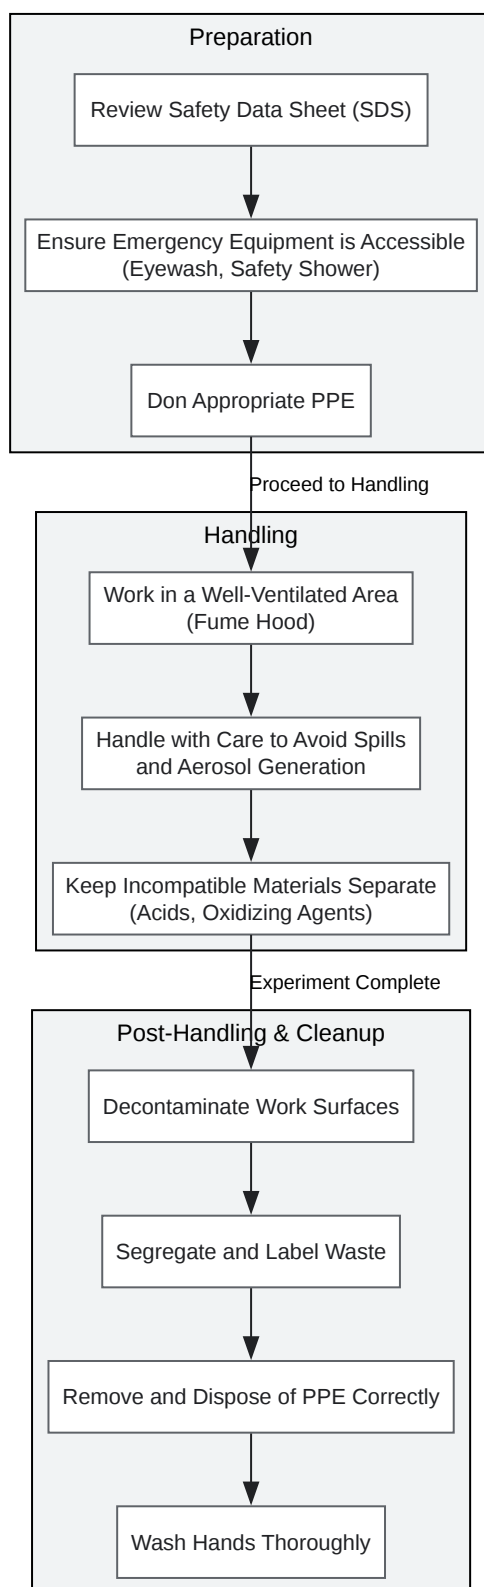 Preparation
Review Safety Data Sheet (SDS)
Ensure Emergency Equipment is Accessible
(Eyewash, Safety Shower)
Don Appropriate PPE
Proceed to Handling
Handling
Work in a Well-Ventilated Area
(Fume Hood)
Handle with Care to Avoid Spills
and Aerosol Generation
Keep Incompatible Materials Separate
(Acids, Oxidizing Agents)
Experiment Complete
Post-Handling & Cleanup
Decontaminate Work Surfaces
Segregate and Label Waste
Remove and Dispose of PPE Correctly
Wash Hands Thoroughly